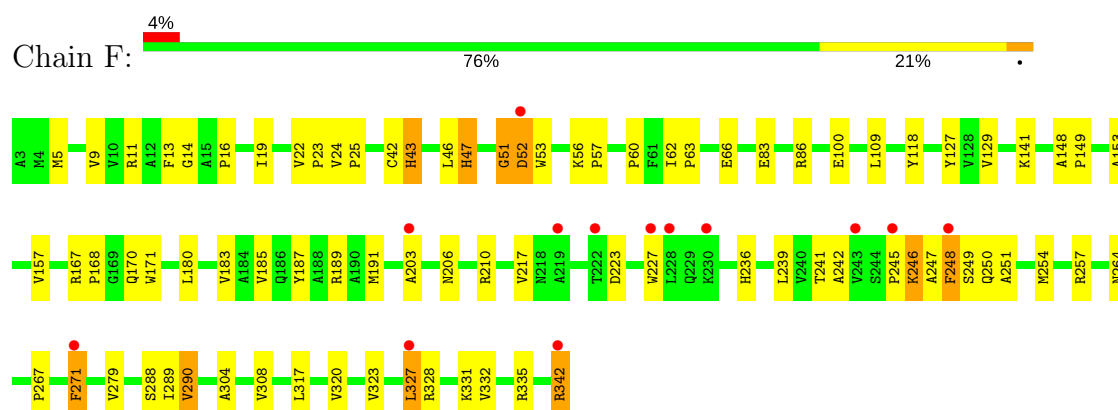 4%
Chain F:
76% 21% •
A3 M4 M5 V9 V10 R11 A12 F13 G14 A15 P16 I19 V22 P23 V24 P25 C42 H43 L46 H47 G51 D52 W53 K56 P57 P60 F61 I62 P63 E66 E83 R86 E100 L109 Y118 Y127 V128 V129 K141 A148 P149 A153
V157 R167 P168 G169 Q170 W171 L180 V183 A184 V185 Q186 Y187 A188 R189 A190 M191 A203 N206 R210 V217 N218 A219 T222 D223 W227 L228 Q229 K230 H236 L239 V240 T241 A242 V243 S244 P245 K246 A247 F248 S249 Q250 A251 M254 R257 N264
P267 F271 V279 S288 I289 V290 A304 V308 L317 V320 V323 L327 R328 K331 V332 R335 R342